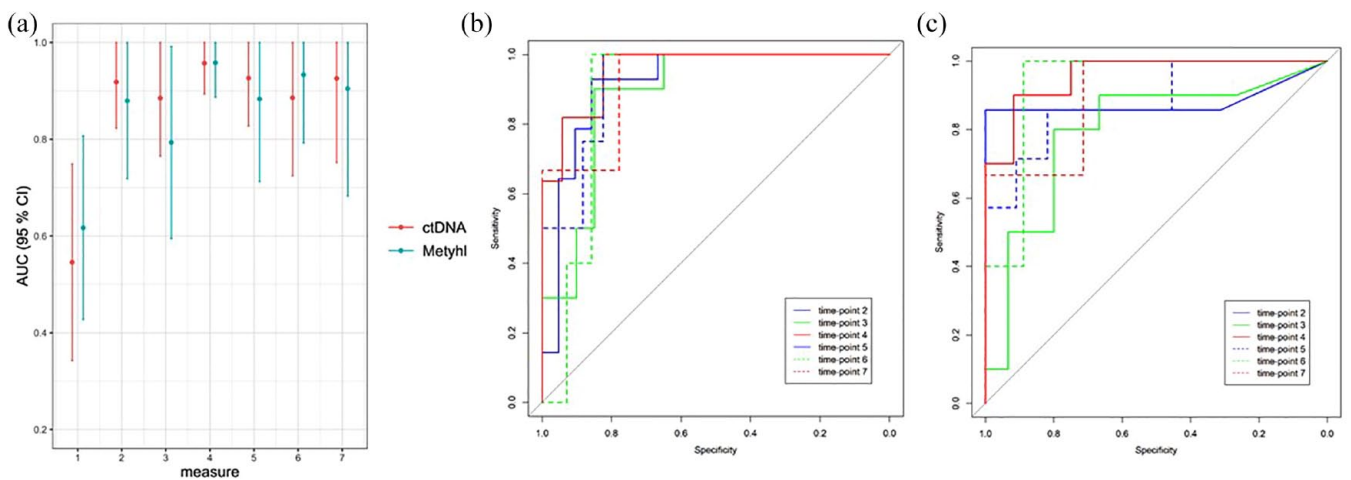 (a)
AUC (95 % CI)
1.0
0.8
0.6
0.4
0.2
1 2 3 4 5 6 7
measure
ctDNA
Metyhl
(b)
Sensitivity
1.0
0.8
0.6
0.4
0.2
0.0
1.0 0.8 0.6 0.4 0.2 0.0
Specificity
time-point 2
time-point 3
time-point 4
time-point 5
time-point 6
time-point 7
(c)
Sensitivity
1.0
0.8
0.6
0.4
0.2
0.0
1.0 0.8 0.6 0.4 0.2 0.0
Specificity
time-point 2
time-point 3
time-point 4
time-point 5
time-point 6
time-point 7